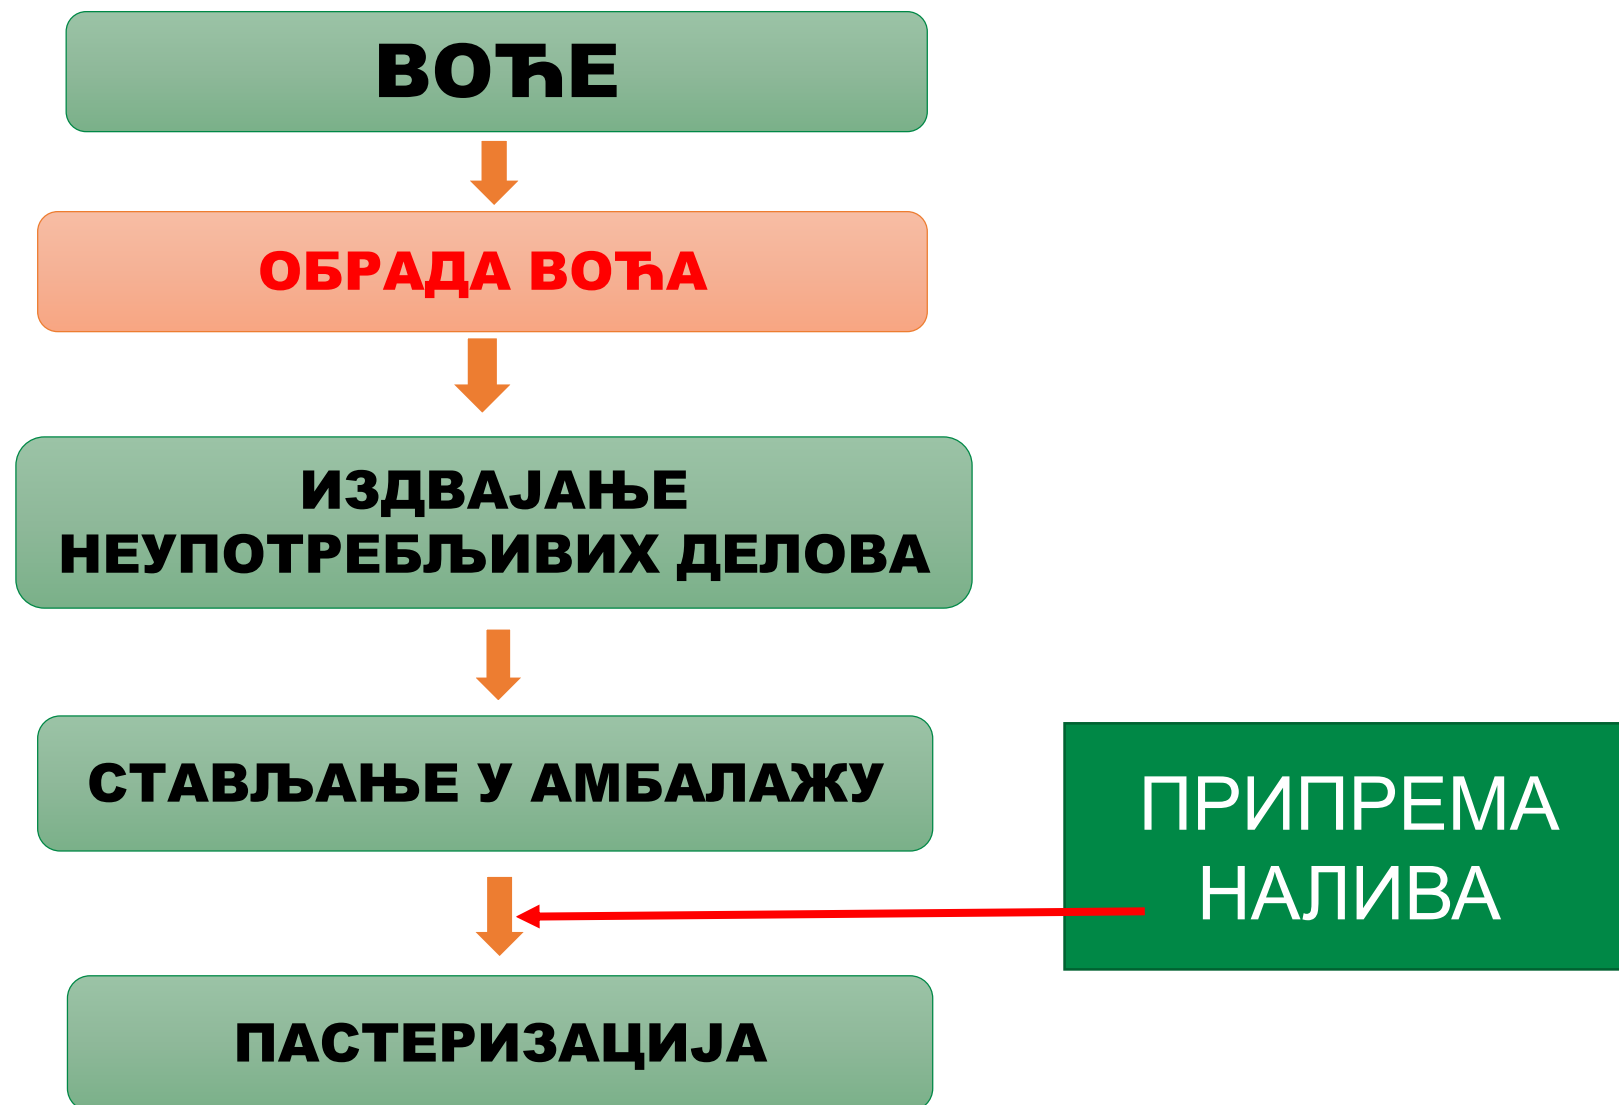 ВОЋЕ
ОБРАДА ВОЋА
ИЗДВАЈАЊЕ
НЕУПОТРЕБЉИВИХ ДЕЛОВА
СТАВЉАЊЕ У АМБАЛАЖУ
ПРИПРЕМА
НАЛИВА
ПАСТЕРИЗАЦИЈА